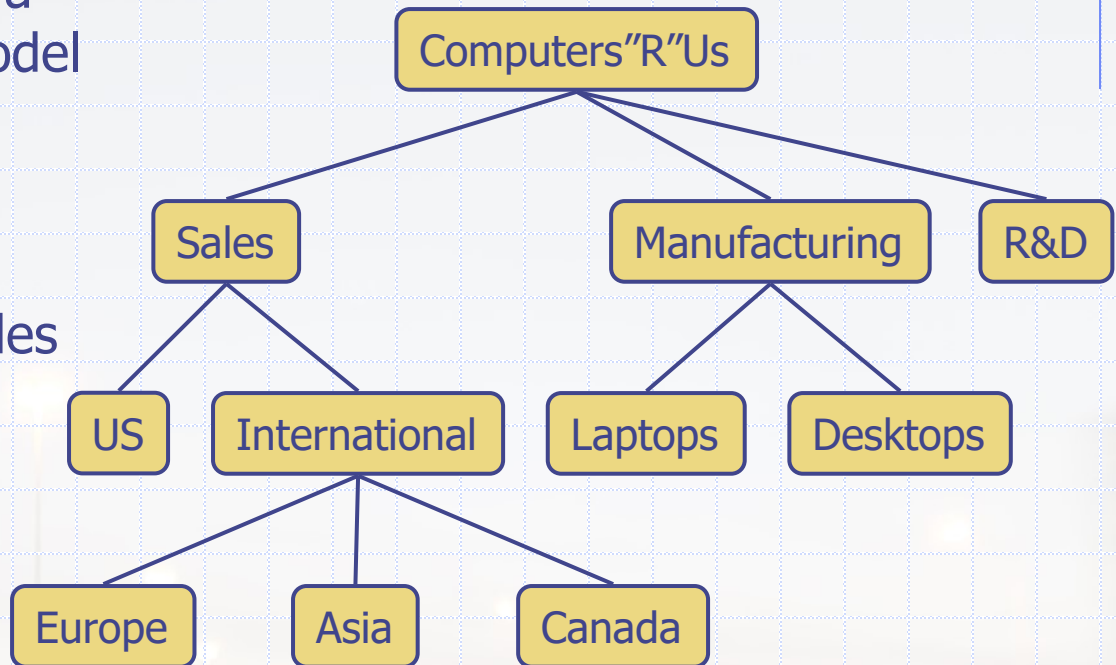 odel
Computers”R”Us
Sales
Manufacturing
R&D
les
US
International
Laptops
Desktops
Europe
Asia
Canada